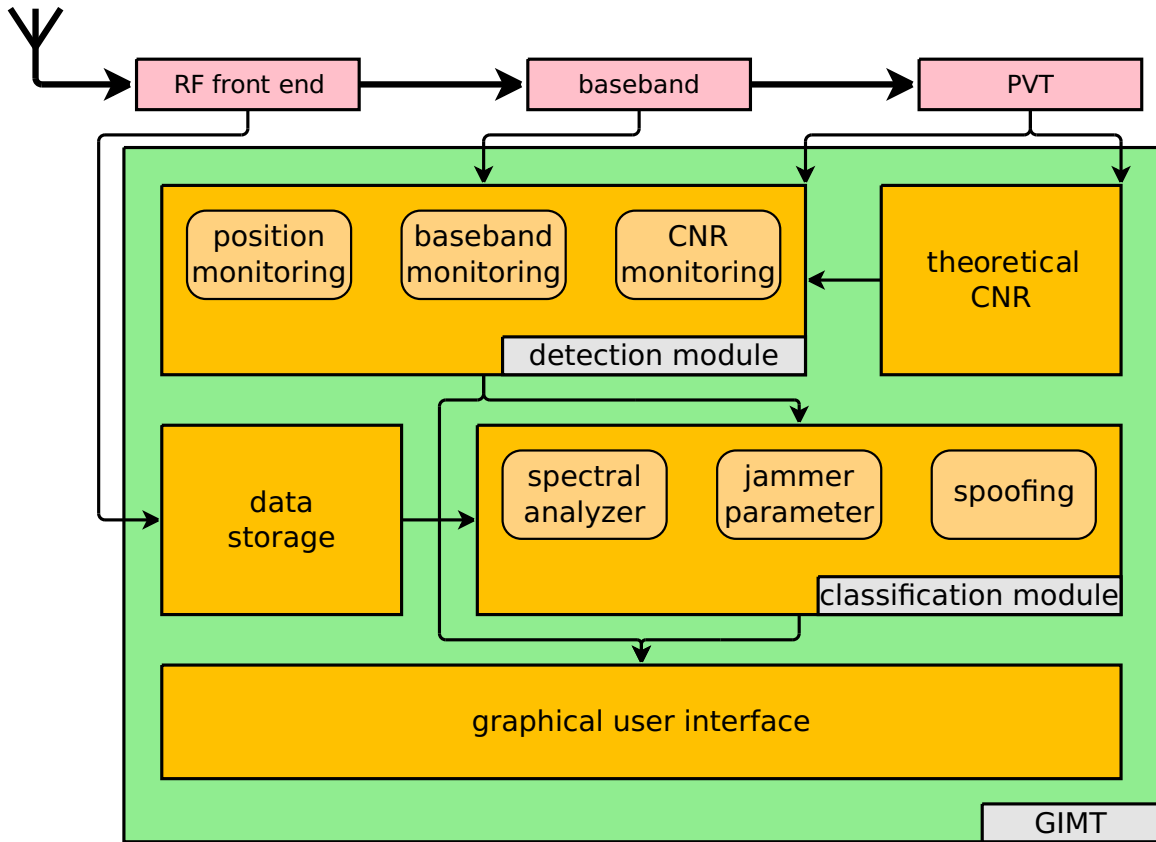 RF front end
baseband
PVT
position
monitoring
baseband
monitoring
CNR
monitoring
theoretical
CNR
detection module
data
storage
spectral
analyzer
jammer
parameter
spoofing
classification module
graphical user interface
GIMT